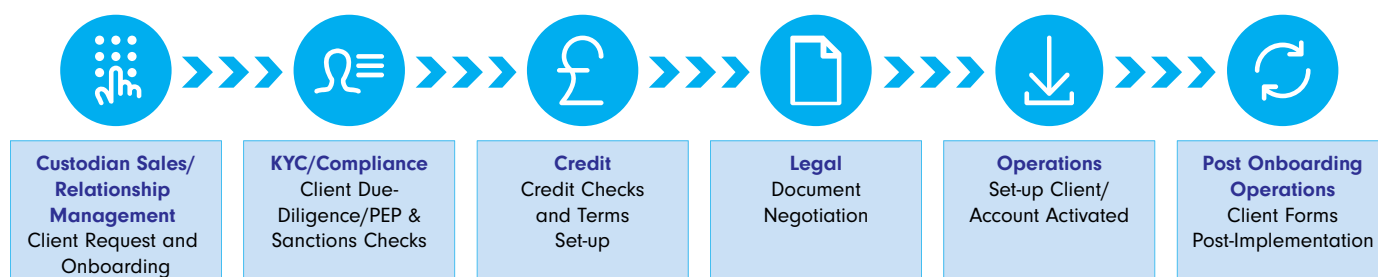 Custodian Sales/
Relationship
Management
Client Request and
Onboarding
KYC/Compliance
Client Due-
Diligence/PEP &
Sanctions Checks
Credit
Credit Checks
and Terms
Set-up
Legal
Document
Negotiation
Operations
Set-up Client/
Account Activated
Post Onboarding
Operations
Client Forms
Post-Implementation